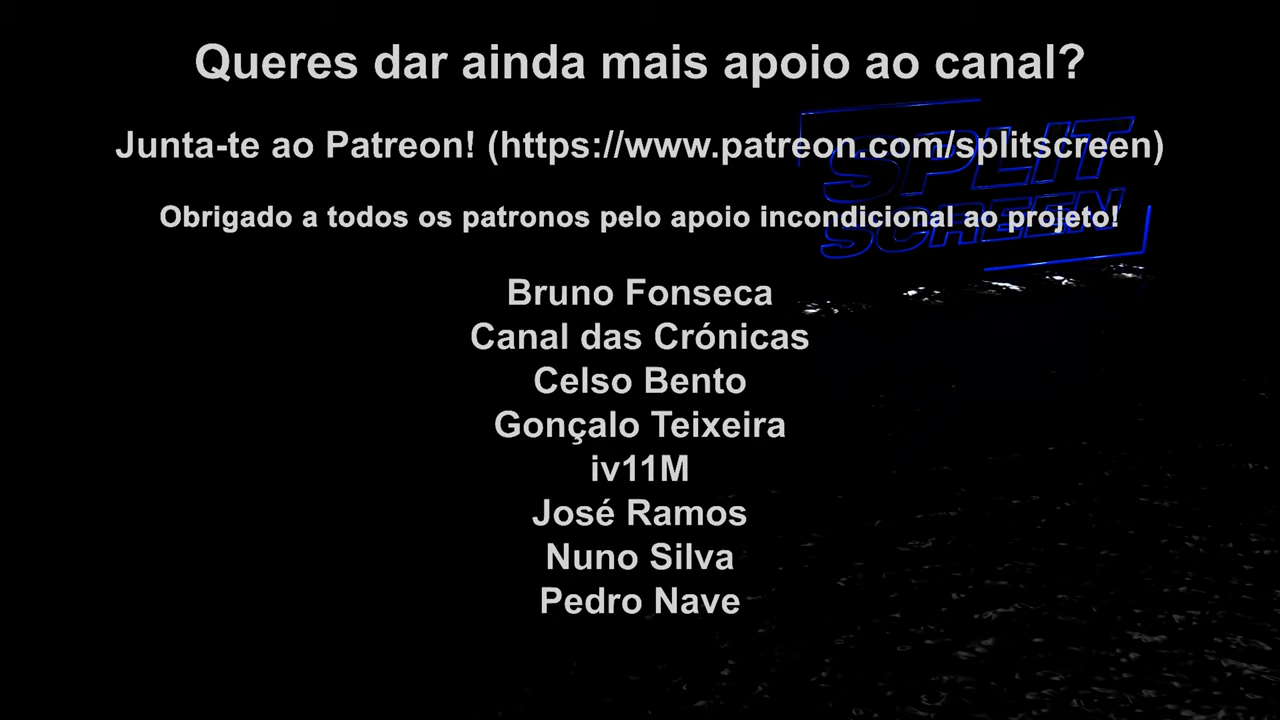 Queres dar ainda mais apoio ao canal?
Junta-te ao Patreon! (https://www.patreon.com/splitscreen)
SPLIT
SCREEN
Obrigado a todos os patronos pelo apoio incondicional ao projeto!
Bruno Fonseca
Canal das Crónicas
Celso Bento
Gonçalo Teixeira
iv11M
José Ramos
Nuno Silva
Pedro Nave